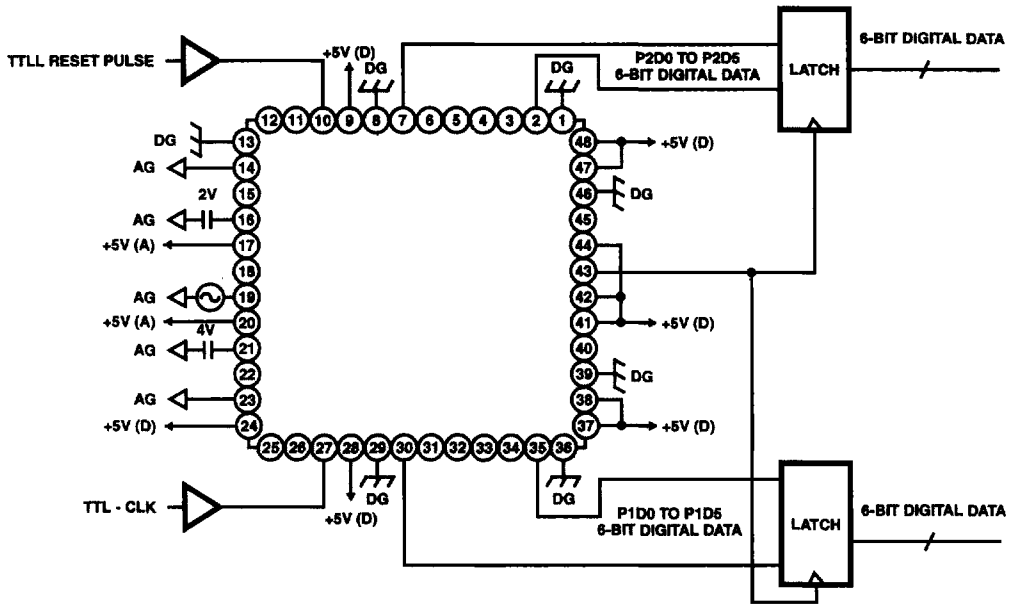 TTLL RESET PULSE
+5V (D)
DG
DG
P2D0 TO P2D5
6-BIT DIGITAL DATA
LATCH
6-BIT DIGITAL DATA
12 11 10 9 8 7 6 5 4 3 2 1
DG 13
AG 14
15
2V
AG 16
+5V (A) 17
18
AG 19
+5V (A) 20
4V
AG 21
22
AG 23
+5V (D) 24
48 +5V (D)
47
46 DG
45
44
43
42
41 +5V (D)
40
39 DG
38
37 +5V (D)
25 26 27 28 29 30 31 32 33 34 35 36
TTL - CLK
+5V (D)
DG
DG
P1D0 TO P1D5
6-BIT DIGITAL DATA
LATCH
6-BIT DIGITAL DATA